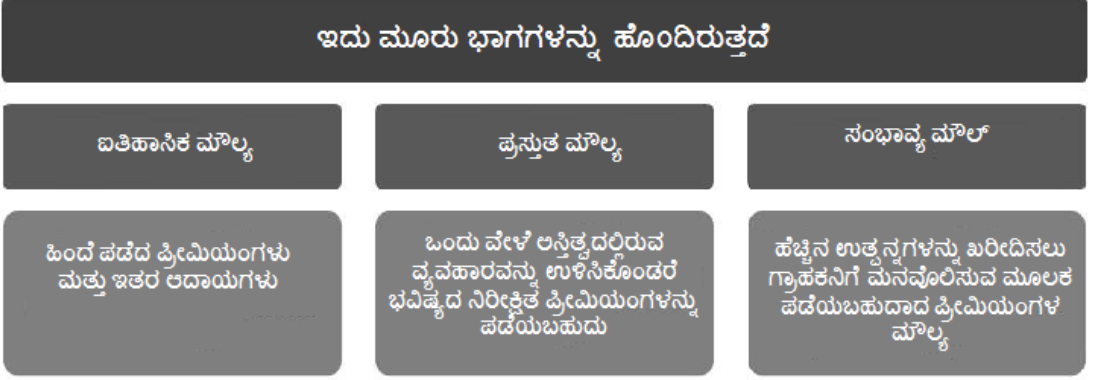 ಇದು ಮೂರು ಭಾಗಗಳನ್ನು ಹೊಂದಿರುತ್ತದೆ
ಐತಿಹಾಸಿಕ ಮೌಲ್ಯ
ಹಿಂದೆ ಪಡೆದ ಪ್ರೀಮಿಯಂಗಳು
ಮತ್ತು ಇತರ ಆದಾಯಗಳು
ಪ್ರಸ್ತುತ ಮೌಲ್ಯ
ಒಂದು ವೇಳೆ ಅಸ್ತಿತ್ವದಲ್ಲಿರುವ
ವ್ಯವಹಾರವನ್ನು ಉಳಿಸಿಕೊಂಡರೆ
ಭವಿಷ್ಯದ ನಿರೀಕ್ಷಿತ ಪ್ರೀಮಿಯಂಗಳನ್ನು
ಪಡೆಯಬಹುದು
ಸಂಭಾವ್ಯ ಮೌಲ್
ಹೆಚ್ಚಿನ ಉತ್ಪನ್ನಗಳನ್ನು ಖರೀದಿಸಲು
ಗ್ರಾಹಕನಿಗೆ ಮನವೊಲಿಸುವ ಮೂಲಕ
ಪಡೆಯಬಹುದಾದ ಪ್ರೀಮಿಯಂಗಳ
ಮೌಲ್ಯ